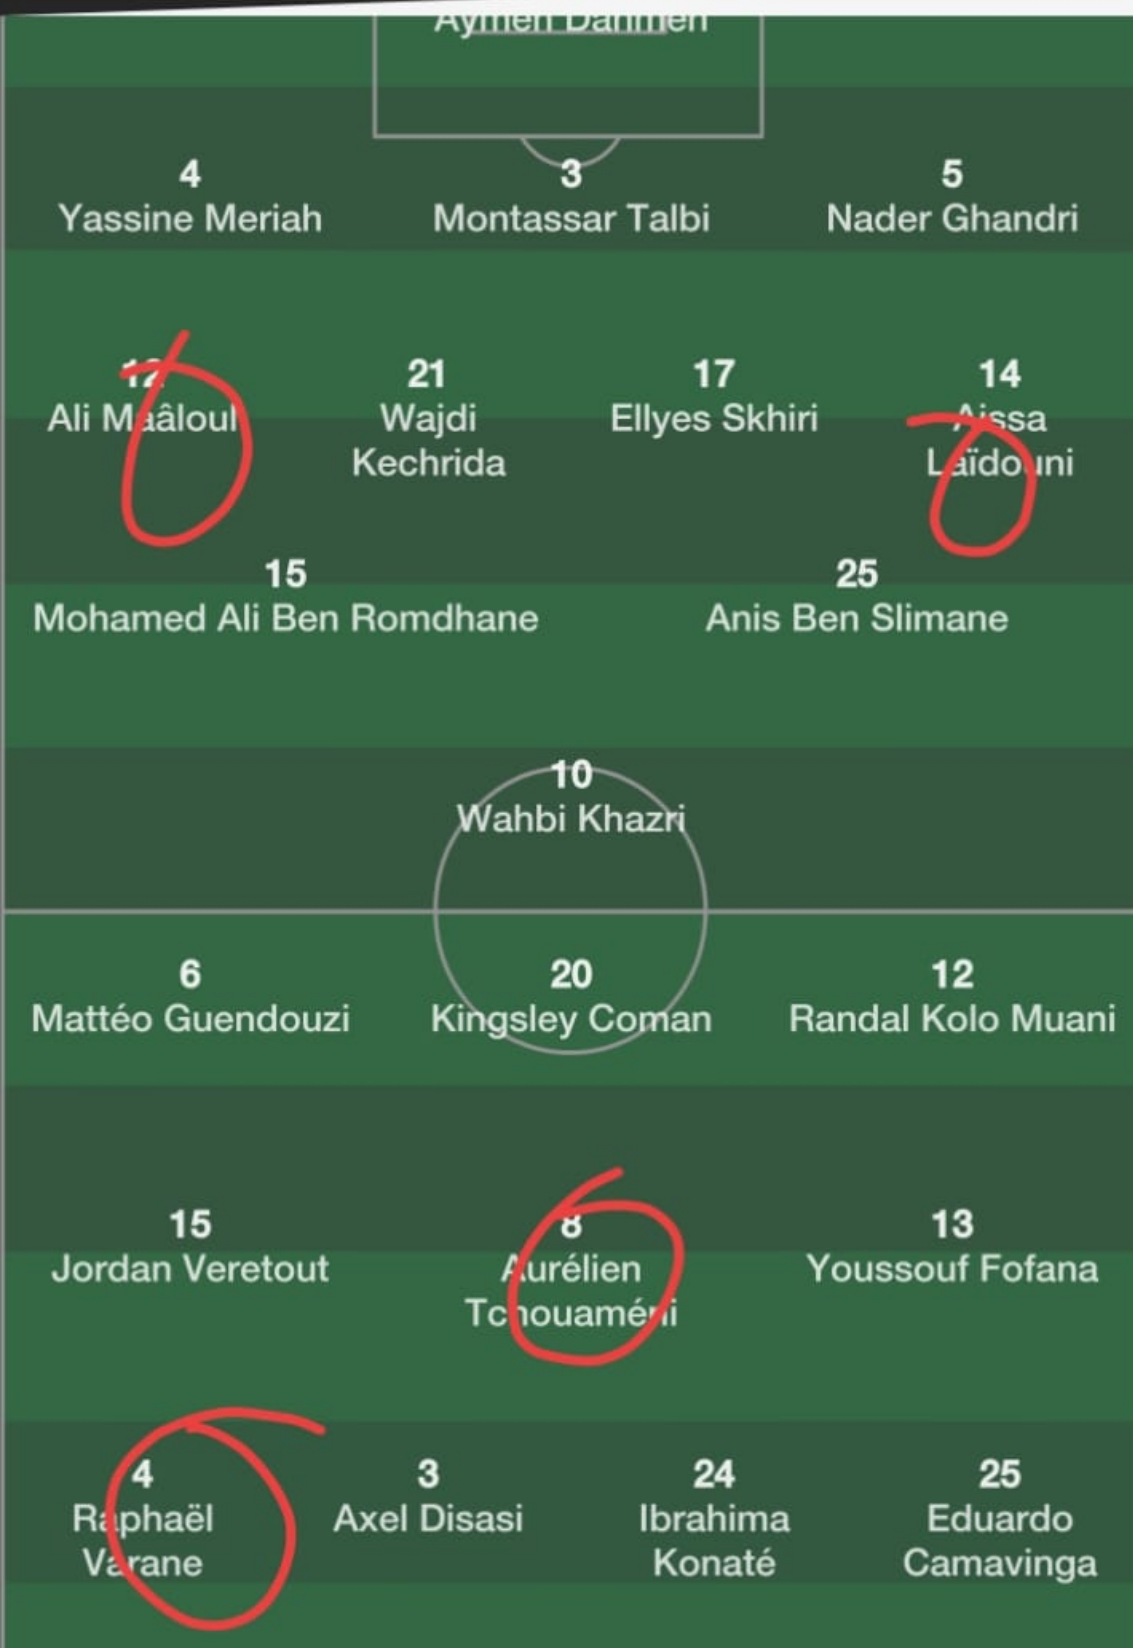 Aymen Dahmen
4
Yassine Meriah
3
Montassar Talbi
5
Nader Ghandri
12
Ali Maâloul
21
Wajdi
Kechrida
17
Ellyes Skhiri
14
Aissa
Laïdouni
15
Mohamed Ali Ben Romdhane
25
Anis Ben Slimane
10
Wahbi Khazri
6
Mattéo Guendouzi
20
Kingsley Coman
12
Randal Kolo Muani
15
Jordan Veretout
8
Aurélien
Tchouaméni
13
Youssouf Fofana
4
Raphaël
Varane
3
Axel Disasi
24
Ibrahima
Konaté
25
Eduardo
Camavinga